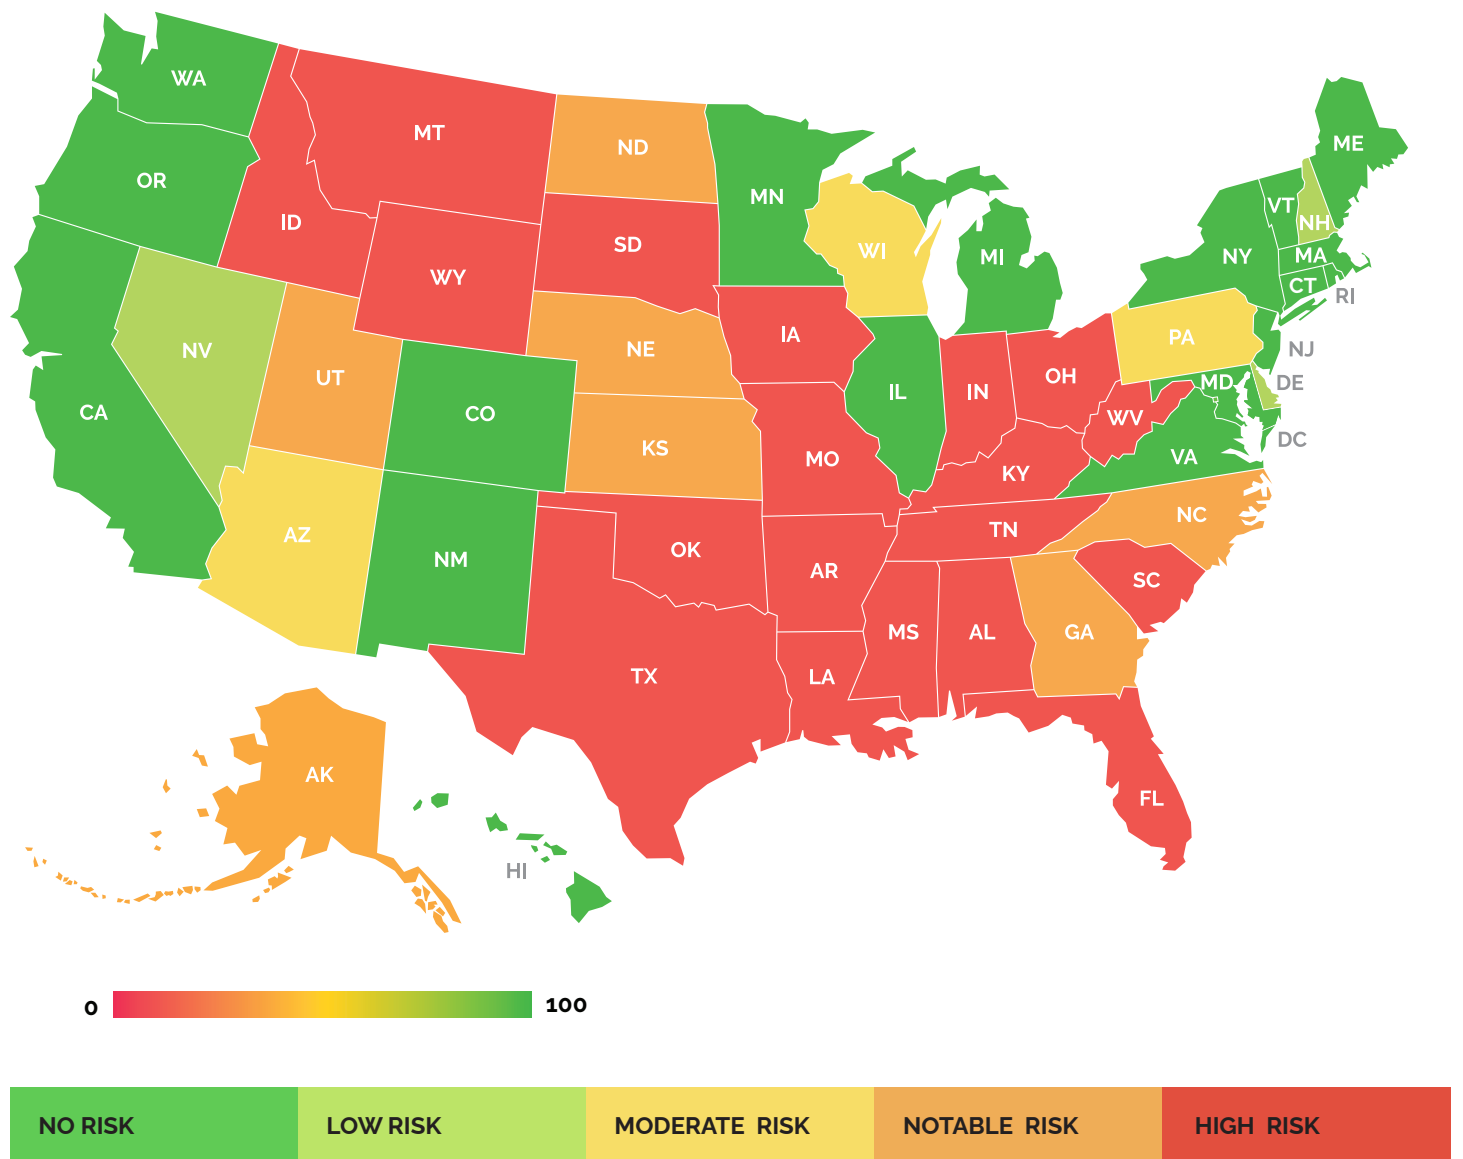 WA
MT
ND
ME
OR
MN
VT
NH
ID
SD
WI
MI
NY
MA
WY
CT
RI
IA
PA
NV
NE
NJ
UT
OH
IN
IL
MD
DE
CA
CO
WV
KS
DC
MO
KY
VA
NC
AZ
TN
NM
OK
AR
SC
MS
AL
GA
TX
LA
AK
FL
HI
0
100
NO RISK
LOW RISK
MODERATE RISK
NOTABLE RISK
HIGH RISK